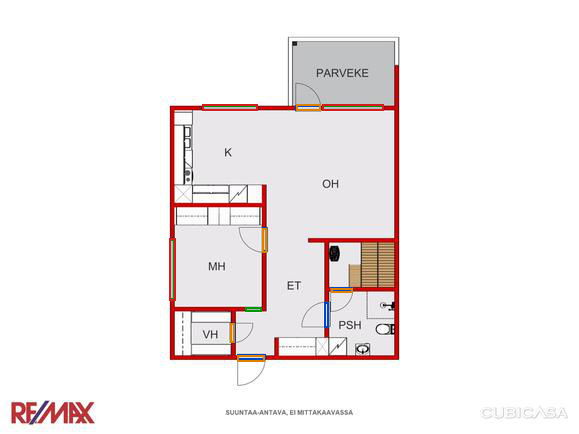 PARVEKE
K
OH
MH
ET
VH
PSH
RE/MAX
SUUNTAA-ANTAVA, EI MITTAKAAVASSA
CUBICASA